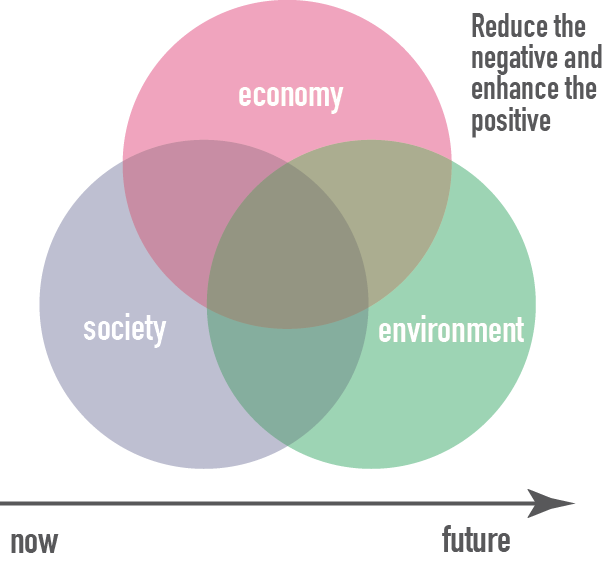 Reduce the
negative and
enhance the
positive
economy
society
environment
now
future